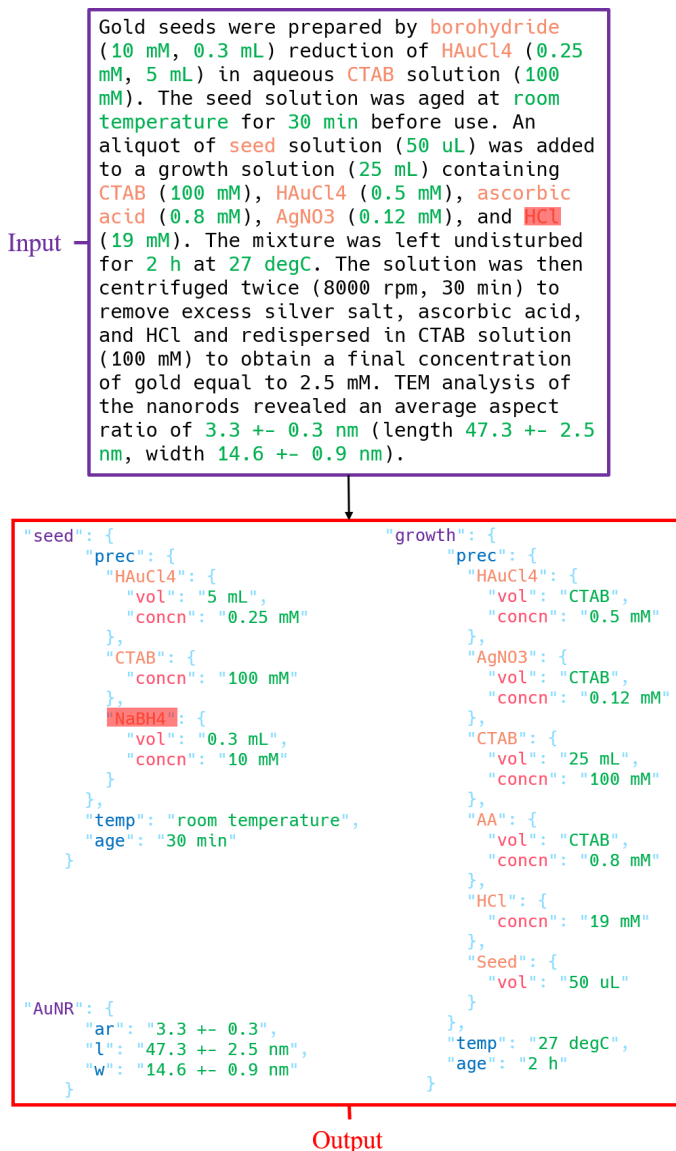 Gold seeds were prepared by borohydride
(10 mM, 0.3 mL) reduction of HAuCl4 (0.25
mM, 5 mL) in aqueous CTAB solution (100
mM). The seed solution was aged at room
temperature for 30 min before use. An
aliquot of seed solution (50 uL) was added
to a growth solution (25 mL) containing
CTAB (100 mM), HAuCl4 (0.5 mM), ascorbic
acid (0.8 mM), AgNO3 (0.12 mM), and HCl
(19 mM). The mixture was left undisturbed
for 2 h at 27 degC. The solution was then
centrifuged twice (8000 rpm, 30 min) to
remove excess silver salt, ascorbic acid,
and HCl and redispersed in CTAB solution
(100 mM) to obtain a final concentration
of gold equal to 2.5 mM. TEM analysis of
the nanorods revealed an average aspect
ratio of 3.3 +- 0.3 nm (length 47.3 +- 2.5
nm, width 14.6 +- 0.9 nm).
Input
"seed": {
"prec": {
"HAuCl4": {
"vol": "5 mL",
"concn": "0.25 mM"
},
"CTAB": {
"concn": "100 mM"
},
"NaBH4": {
"vol": "0.3 mL",
"concn": "10 mM"
}
},
"temp": "room temperature",
"age": "30 min"
}
"AuNR": {
"ar": "3.3 +- 0.3",
"l": "47.3 +- 2.5 nm",
"w": "14.6 +- 0.9 nm"
}
"growth": {
"prec": {
"HAuCl4": {
"vol": "CTAB",
"concn": "0.5 mM"
},
"AgNO3": {
"vol": "CTAB",
"concn": "0.12 mM"
},
"CTAB": {
"vol": "25 mL",
"concn": "100 mM"
},
"AA": {
"vol": "CTAB",
"concn": "0.8 mM"
},
"HCl": {
"concn": "19 mM"
},
"Seed": {
"vol": "50 uL"
}
},
"temp": "27 degC",
"age": "2 h"
}
Output